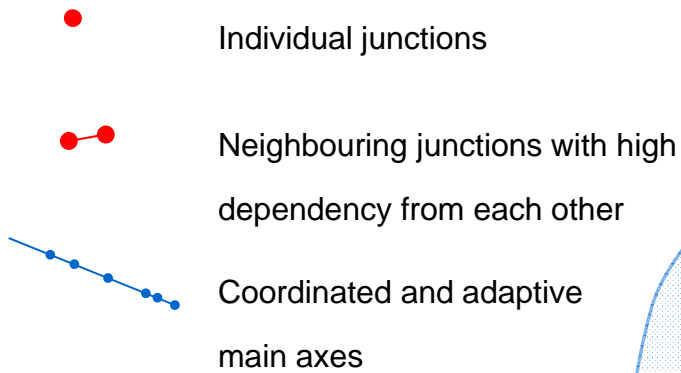 Individual junctions
Neighbouring junctions with high
dependency from each other
Coordinated and adaptive
main axes